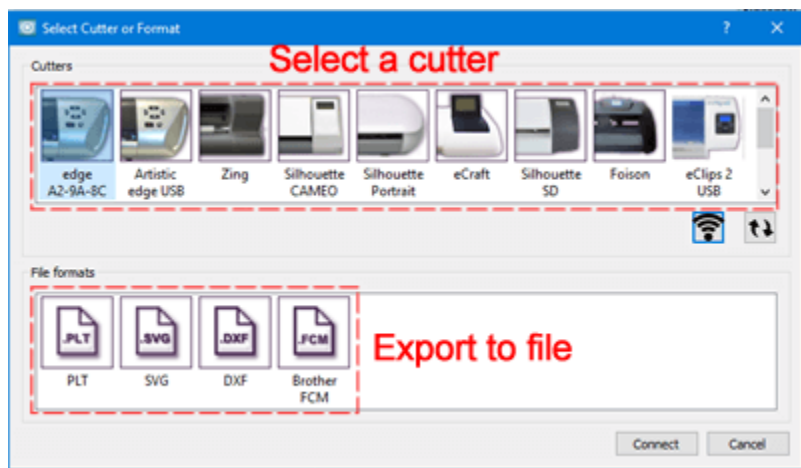 Select Cutter or Format
?
Cutters
Select a cutter
edge
A2-9A-8C
Artistic
edge USB
Zing
Silhouette
CAMEO
Silhouette
Portrait
eCraft
Silhouette
SD
Foison
eClips 2
USB
File formats
.PLT
.SVG
.DXF
.FCM
PLT
SVG
DXF
Brother
FCM
Export to file
Connect
Cancel